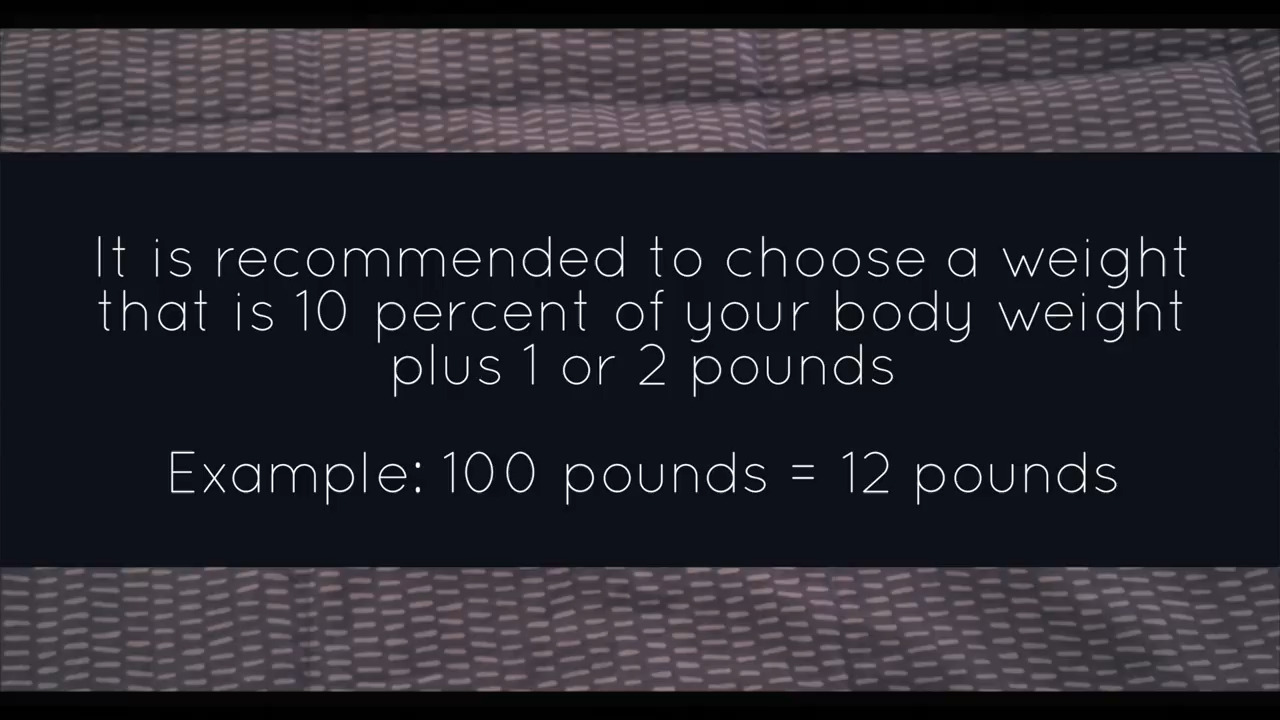 It is recommended to choose a weight
that is 10 percent of your body weight
plus 1 or 2 pounds
Example: 100 pounds = 12 pounds